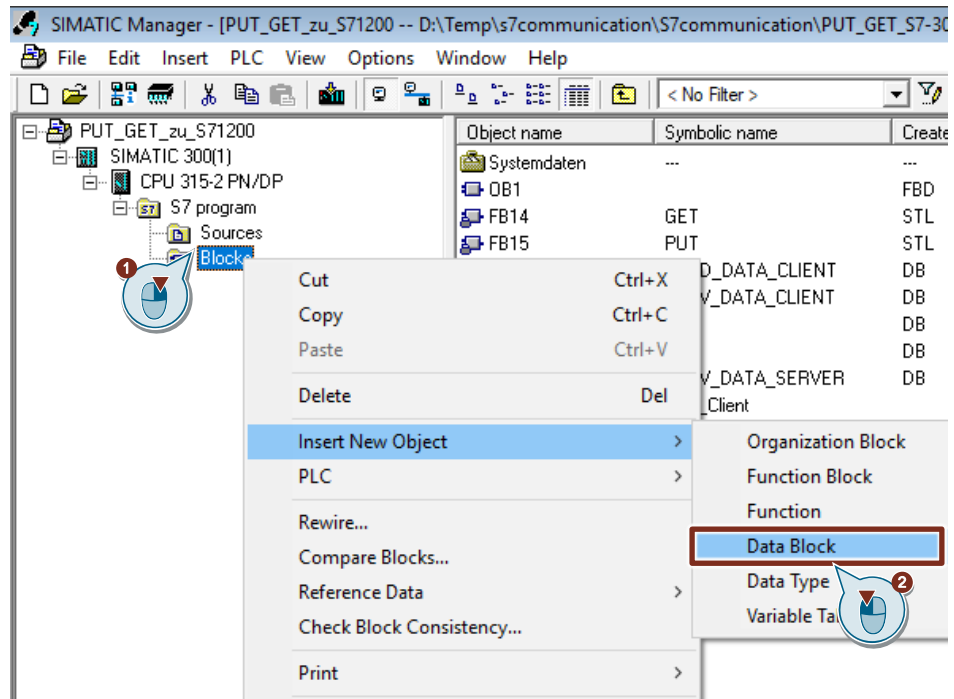 SIMATIC Manager - [PUT_GET_zu_S71200 -- D:\Temp\s7communication\S7communication\PUT_GET_S7-30
File Edit Insert PLC View Options Window Help
< No Filter >
PUT_GET_zu_S71200
SIMATIC 300(1)
CPU 315-2 PN/DP
S7 program
Sources
Blocks
Object name Symbolic name Create
Systemdaten --- ---
OB1 FBD
FB14 GET STL
FB15 PUT STL
D_DATA_CLIENT DB
V_DATA_CLIENT DB
DB
DB
V_DATA_SERVER DB
_Client
1
Cut Ctrl+X
Copy Ctrl+C
Paste Ctrl+V
Delete Del
Insert New Object >
PLC >
Rewire...
Compare Blocks...
Reference Data >
Check Block Consistency...
Print >
Organization Block
Function Block
Function
Data Block
Data Type
2
Variable Ta